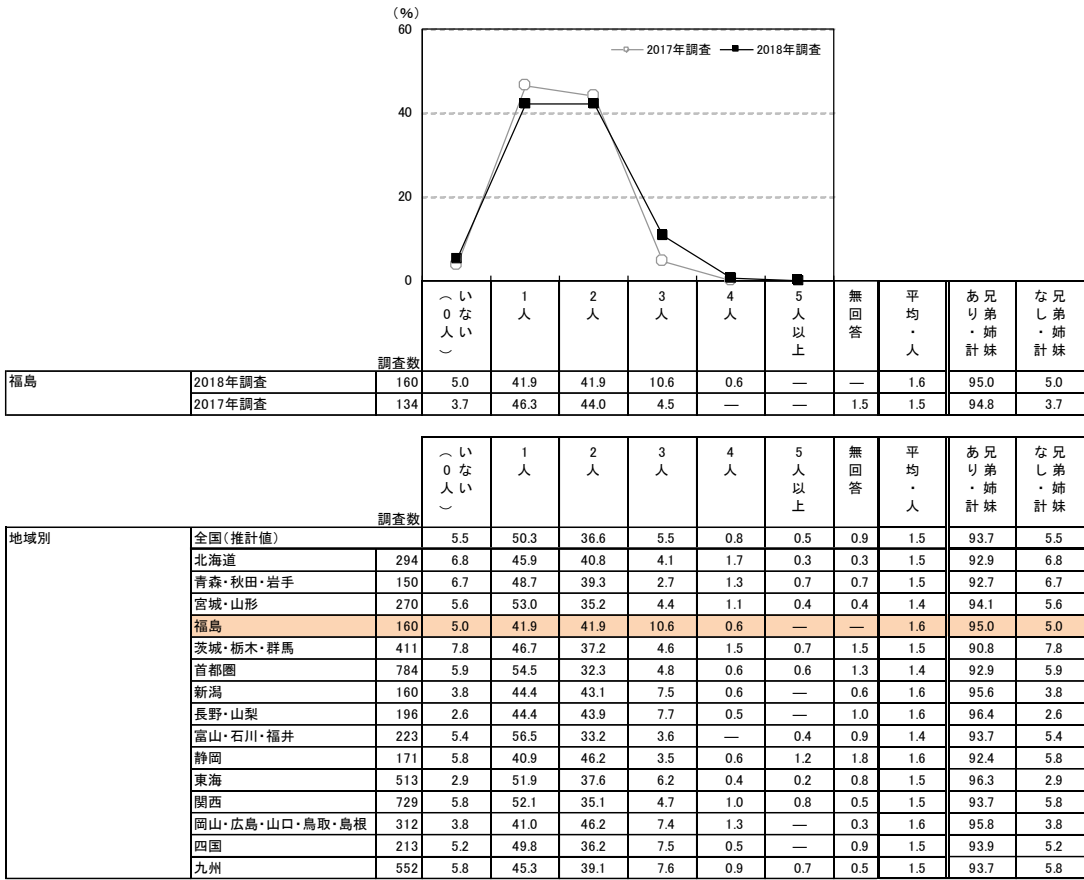 (%)
60
40
20
0
2017年調査 2018年調査
調査数 いない（0人） 1人 2人 3人 4人 5人以上 無回答 平均・人 兄弟姉妹あり・計 兄弟姉妹なし・計
福島 2018年調査 160 5.0 41.9 41.9 10.6 0.6 — — 1.6 95.0 5.0
2017年調査 134 3.7 46.3 44.0 4.5 — — 1.5 1.5 94.8 3.7
調査数 いない（0人） 1人 2人 3人 4人 5人以上 無回答 平均・人 兄弟姉妹あり・計 兄弟姉妹なし・計
地域別 全国(推計値) 5.5 50.3 36.6 5.5 0.8 0.5 0.9 1.5 93.7 5.5
北海道 294 6.8 45.9 40.8 4.1 1.7 0.3 0.3 1.5 92.9 6.8
青森・秋田・岩手 150 6.7 48.7 39.3 2.7 1.3 0.7 0.7 1.5 92.7 6.7
宮城・山形 270 5.6 53.0 35.2 4.4 1.1 0.4 0.4 1.4 94.1 5.6
福島 160 5.0 41.9 41.9 10.6 0.6 — — 1.6 95.0 5.0
茨城・栃木・群馬 411 7.8 46.7 37.2 4.6 1.5 0.7 1.5 1.5 90.8 7.8
首都圏 784 5.9 54.5 32.3 4.8 0.6 0.6 1.3 1.4 92.9 5.9
新潟 160 3.8 44.4 43.1 7.5 0.6 — 0.6 1.6 95.6 3.8
長野・山梨 196 2.6 44.4 43.9 7.7 0.5 — 1.0 1.6 96.4 2.6
富山・石川・福井 223 5.4 56.5 33.2 3.6 — 0.4 0.9 1.4 93.7 5.4
静岡 171 5.8 40.9 46.2 3.5 0.6 1.2 1.8 1.6 92.4 5.8
東海 513 2.9 51.9 37.6 6.2 0.4 0.2 0.8 1.5 96.3 2.9
関西 729 5.8 52.1 35.1 4.7 1.0 0.8 0.5 1.5 93.7 5.8
岡山・広島・山口・鳥取・島根 312 3.8 41.0 46.2 7.4 1.3 — 0.3 1.6 95.8 3.8
四国 213 5.2 49.8 36.2 7.5 0.5 — 0.9 1.5 93.9 5.2
九州 552 5.8 45.3 39.1 7.6 0.9 0.7 0.5 1.5 93.7 5.8